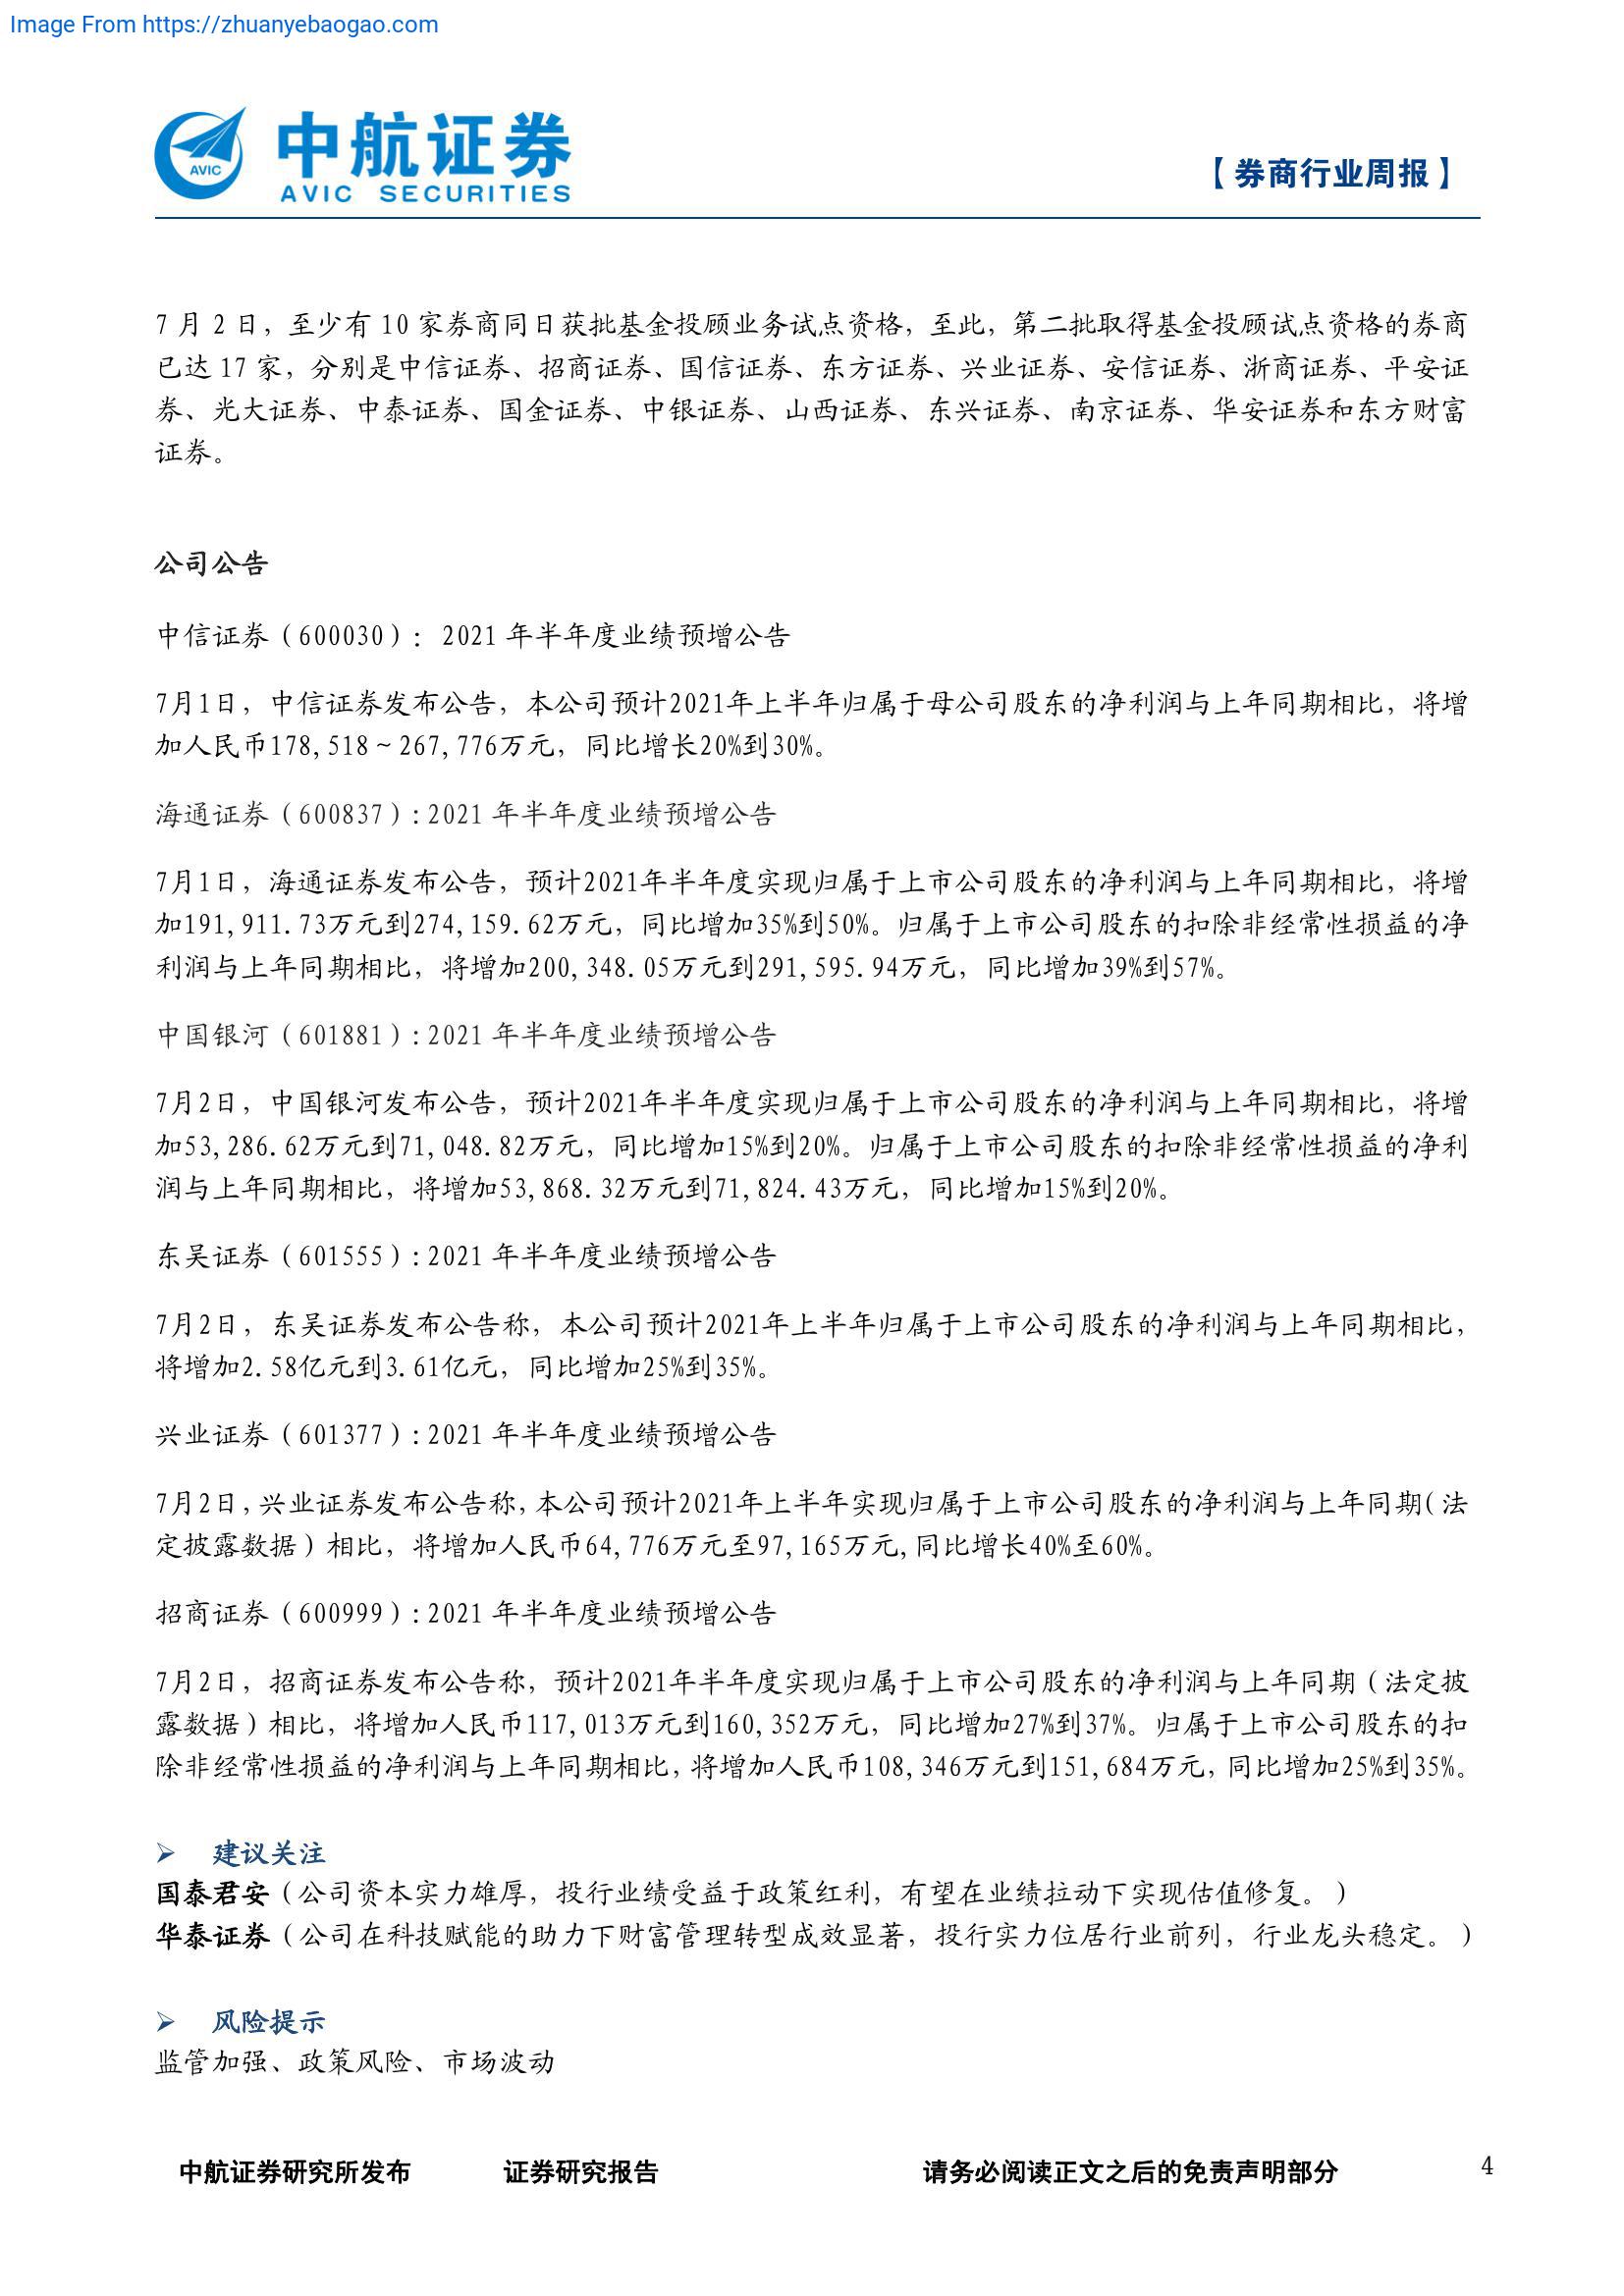 Image From https://zhuanyebaogao.com
AVIC
中航证券
AVIC SECURITIES
【券商行业周报】
7 月 2 日，至少有 10 家券商同日获批基金投顾业务试点资格，至此，第二批取得基金投顾试点资格的券商
已达 17 家，分别是中信证券、招商证券、国信证券、东方证券、兴业证券、安信证券、浙商证券、平安证
券、光大证券、中泰证券、国金证券、中银证券、山西证券、东兴证券、南京证券、华安证券和东方财富
证券。
公司公告
中信证券（600030）：2021 年半年度业绩预增公告
7月1日，中信证券发布公告，本公司预计2021年上半年归属于母公司股东的净利润与上年同期相比，将增
加人民币178,518～267,776万元，同比增长20%到30%。
海通证券（600837）：2021 年半年度业绩预增公告
7月1日，海通证券发布公告，预计2021年半年度实现归属于上市公司股东的净利润与上年同期相比，将增
加191,911.73万元到274,159.62万元，同比增加35%到50%。归属于上市公司股东的扣除非经常性损益的净
利润与上年同期相比，将增加200,348.05万元到291,595.94万元，同比增加39%到57%。
中国银河（601881）：2021 年半年度业绩预增公告
7月2日，中国银河发布公告，预计2021年半年度实现归属于上市公司股东的净利润与上年同期相比，将增
加53,286.62万元到71,048.82万元，同比增加15%到20%。归属于上市公司股东的扣除非经常性损益的净利
润与上年同期相比，将增加53,868.32万元到71,824.43万元，同比增加15%到20%。
东吴证券（601555）：2021 年半年度业绩预增公告
7月2日，东吴证券发布公告称，本公司预计2021年上半年归属于上市公司股东的净利润与上年同期相比，
将增加2.58亿元到3.61亿元，同比增加25%到35%。
兴业证券（601377）：2021 年半年度业绩预增公告
7月2日,兴业证券发布公告称,本公司预计2021年上半年实现归属于上市公司股东的净利润与上年同期（法
定披露数据）相比，将增加人民币64,776万元至97,165万元,同比增长40%至60%。
招商证券（600999）：2021 年半年度业绩预增公告
7月2日，招商证券发布公告称，预计2021年半年度实现归属于上市公司股东的净利润与上年同期（法定披
露数据）相比，将增加人民币117,013万元到160,352万元，同比增加27%到37%。归属于上市公司股东的扣
除非经常性损益的净利润与上年同期相比，将增加人民币108,346万元到151,684万元，同比增加25%到35%。
➢ 建议关注
国泰君安（公司资本实力雄厚，投行业绩受益于政策红利，有望在业绩拉动下实现估值修复。）
华泰证券（公司在科技赋能的助力下财富管理转型成效显著，投行实力位居行业前列，行业龙头稳定。）
➢ 风险提示
监管加强、政策风险、市场波动
中航证券研究所发布 证券研究报告 请务必阅读正文之后的免责声明部分 4